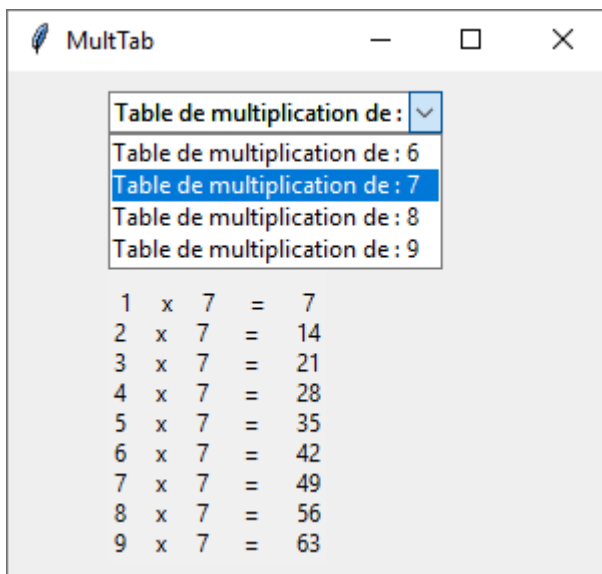 MultTab
Table de multiplication de :
Table de multiplication de : 6
Table de multiplication de : 7
Table de multiplication de : 8
Table de multiplication de : 9
1 x 7 = 7
2 x 7 = 14
3 x 7 = 21
4 x 7 = 28
5 x 7 = 35
6 x 7 = 42
7 x 7 = 49
8 x 7 = 56
9 x 7 = 63